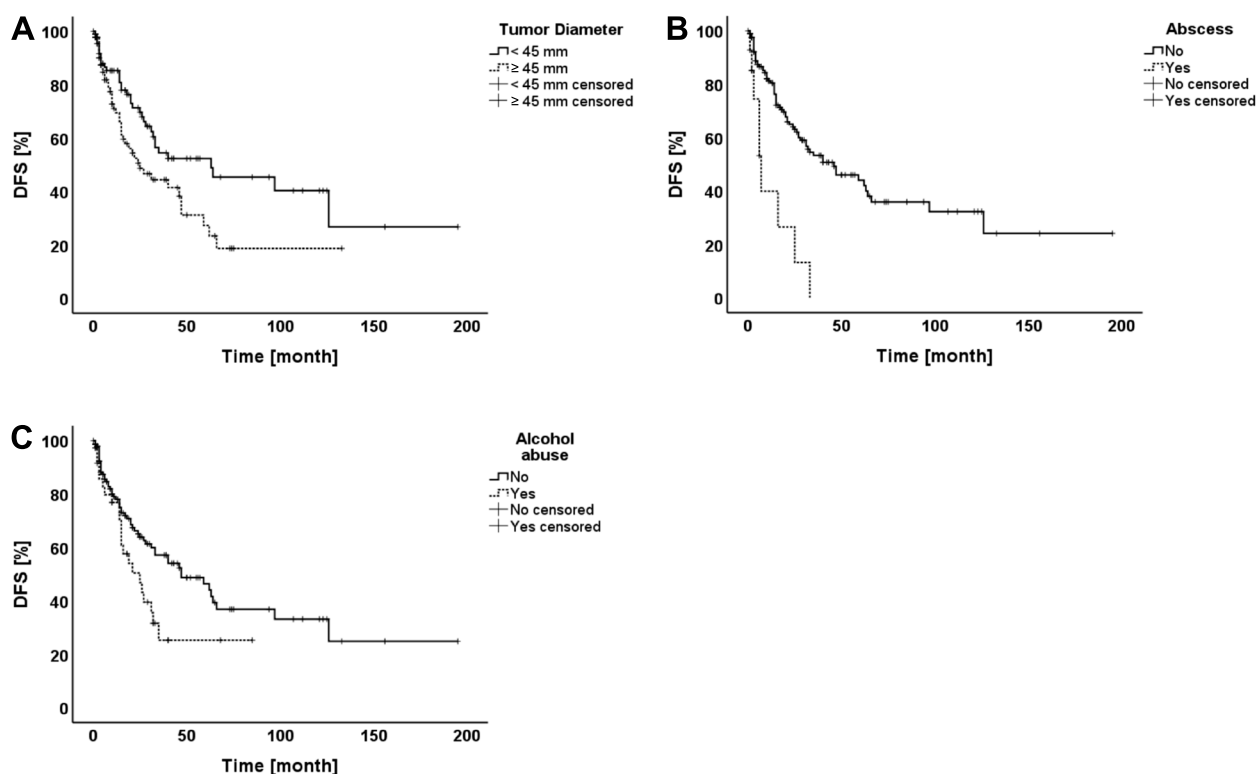 A
Tumor Diameter
< 45 mm
≥ 45 mm
< 45 mm censored
≥ 45 mm censored
DFS [%]
100
80
60
40
20
0
0 50 100 150 200
Time [month]
B
Abscess
No
Yes
No censored
Yes censored
DFS [%]
100
80
60
40
20
0
0 50 100 150 200
Time [month]
C
Alcohol
abuse
No
Yes
No censored
Yes censored
DFS [%]
100
80
60
40
20
0
0 50 100 150 200
Time [month]